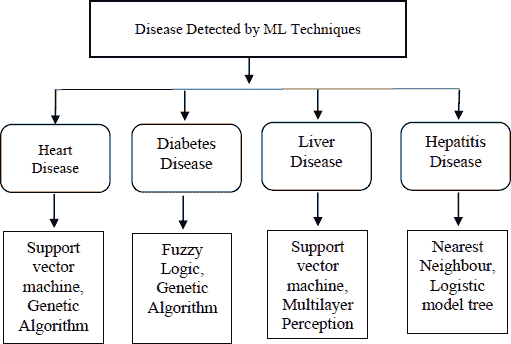 Disease Detected by ML Techniques
Heart
Disease
Diabetes
Disease
Liver
Disease
Hepatitis
Disease
Support
vector
machine,
Genetic
Algorithm
Fuzzy
Logic,
Genetic
Algorithm
Support
vector
machine,
Multilayer
Perception
Nearest
Neighbour,
Logistic
model tree